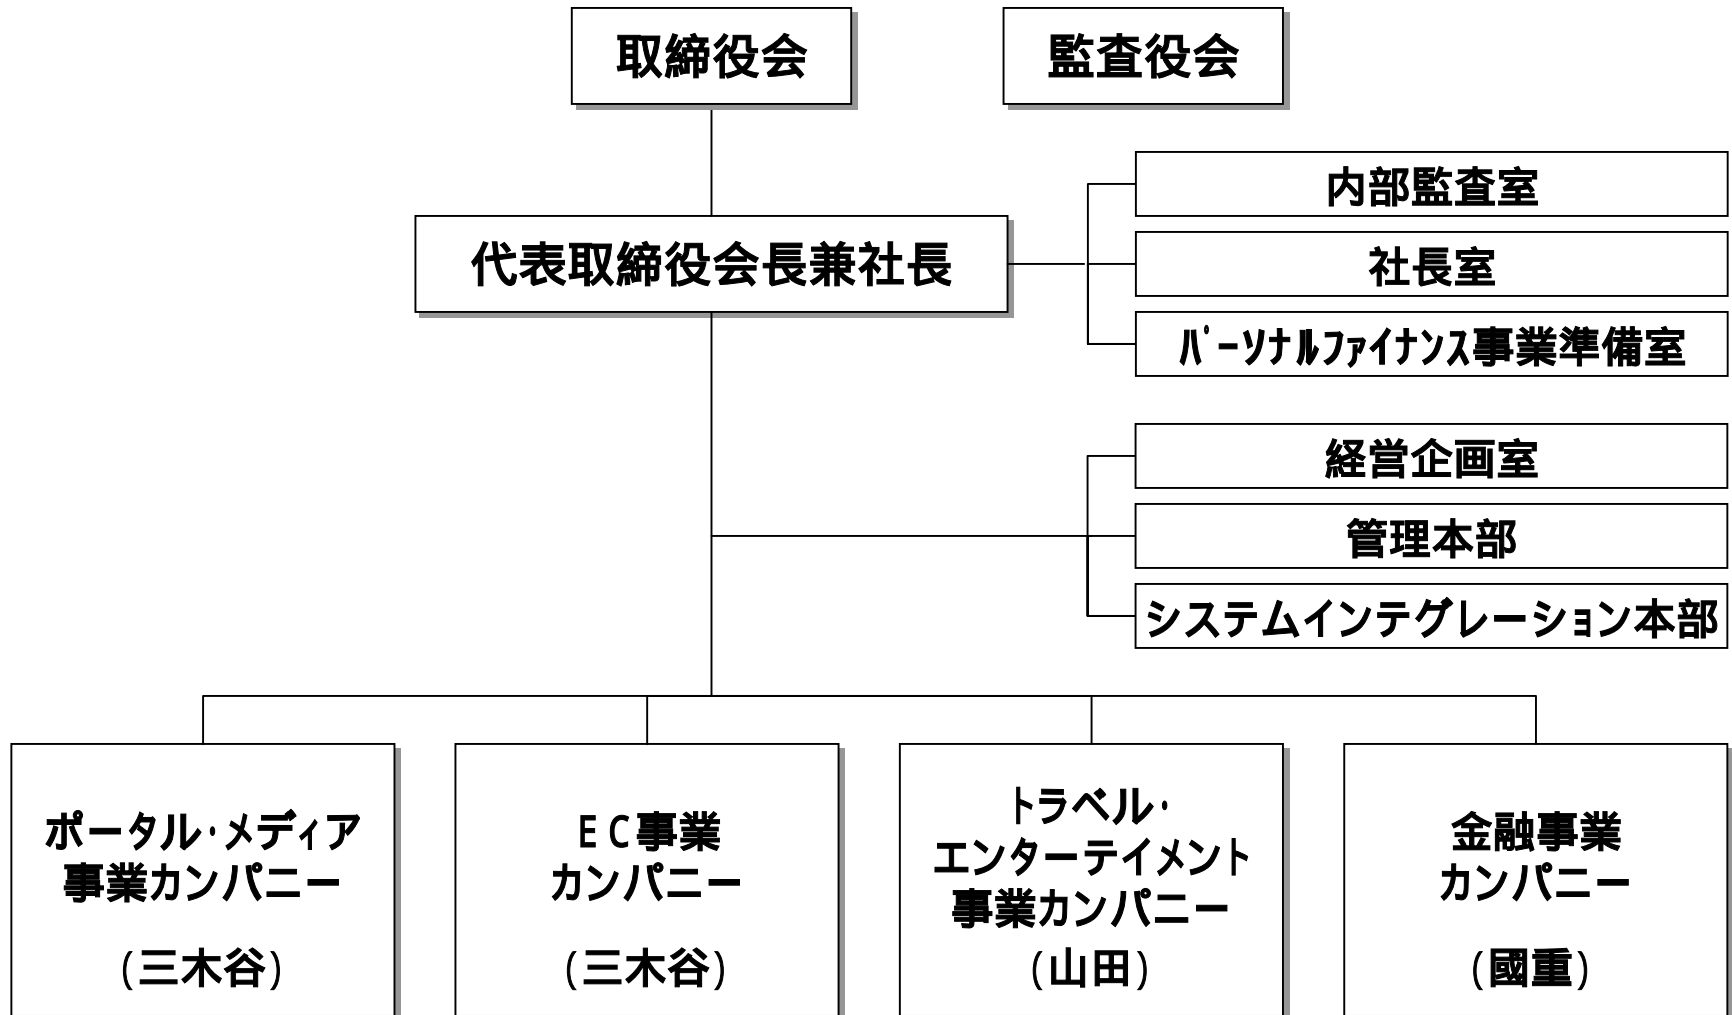 取締役会
監査役会
内部監査室
代表取締役会長兼社長
社長室
ﾊﾟｰｿﾅﾙﾌｧｲﾅﾝｽ事業準備室
経営企画室
管理本部
システムインテグレーション本部
ポータル・メディア
事業カンパニー
(三木谷)
ＥＣ事業
カンパニー
(三木谷)
トラベル・
エンターテイメント
事業カンパニー
(山田)
金融事業
カンパニー
(國重)